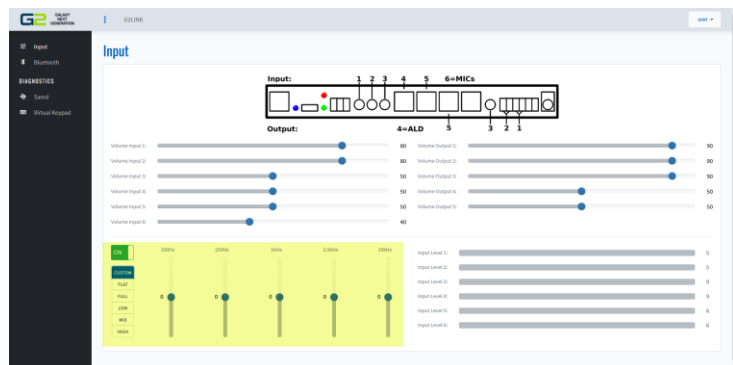 G2 GALAXY
NEXT
GENERATION
G2LINK
user
Input
Bluetooth
DIAGNOSTICS
Send
Virtual Keypad
Input
Input: 1 2 3 4 5 6=MICs
Output: 4=ALD 5 3 2 1
Volume Input 1: 80
Volume Input 2: 80
Volume Input 3: 50
Volume Input 4: 50
Volume Input 5: 50
Volume Input 6: 40
Volume Output 1: 90
Volume Output 2: 90
Volume Output 3: 90
Volume Output 4: 50
Volume Output 5: 50
ON
CUSTOM
FLAT
FULL
LOW
MID
HIGH
100Hz 250Hz 1kHz 2.5kHz 10kHz
0 0 0 0 0
Input Level 1: 5
Input Level 2: 5
Input Level 3: 9
Input Level 4: 9
Input Level 5: 6
Input Level 6: 6